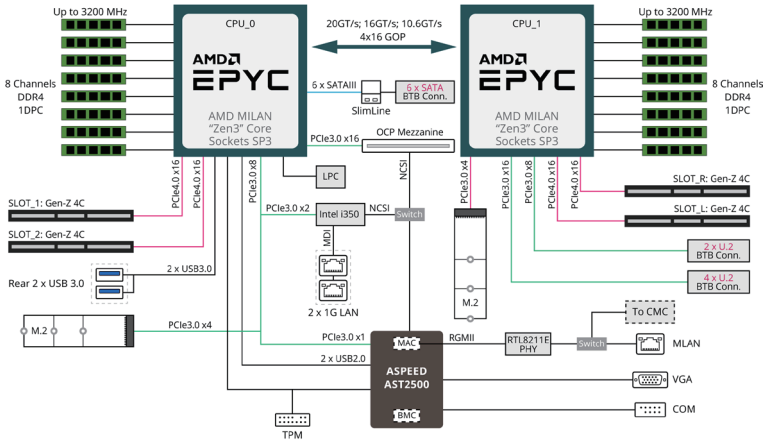 Up to 3200 MHz
CPU_0
20GT/s; 16GT/s; 10.6GT/s
4x16 GOP
CPU_1
Up to 3200 MHz
AMD
EPYC
AMD
EPYC
8 Channels
DDR4
1DPC
6 x SATAIII
SlimLine
6 x SATA
BTB Conn.
8 Channels
DDR4
1DPC
AMD MILAN
“Zen3” Core
Sockets SP3
AMD MILAN
“Zen3” Core
Sockets SP3
PCIe3.0 x16
OCP Mezzanine
PCIe4.0 x16
PCIe4.0 x16
PCIe3.0 x8
LPC
NCSI
PCIe3.0 x4
PCIe3.0 x16
PCIe3.0 x8
PCIe4.0 x16
PCIe4.0 x16
SLOT_R: Gen-Z 4C
SLOT_1: Gen-Z 4C
PCIe3.0 x2
Intel i350
NCSI
Switch
SLOT_L: Gen-Z 4C
SLOT_2: Gen-Z 4C
MDI
2 x U.2
BTB Conn.
2 x USB3.0
Rear 2 x USB 3.0
2 x 1G LAN
M.2
4 x U.2
BTB Conn.
To CMC
M.2
PCIe3.0 x4
PCIe3.0 x1
MAC
RGMII
RTL8211E
PHY
Switch
MLAN
2 x USB2.0
ASPEED
AST2500
VGA
BMC
COM
TPM